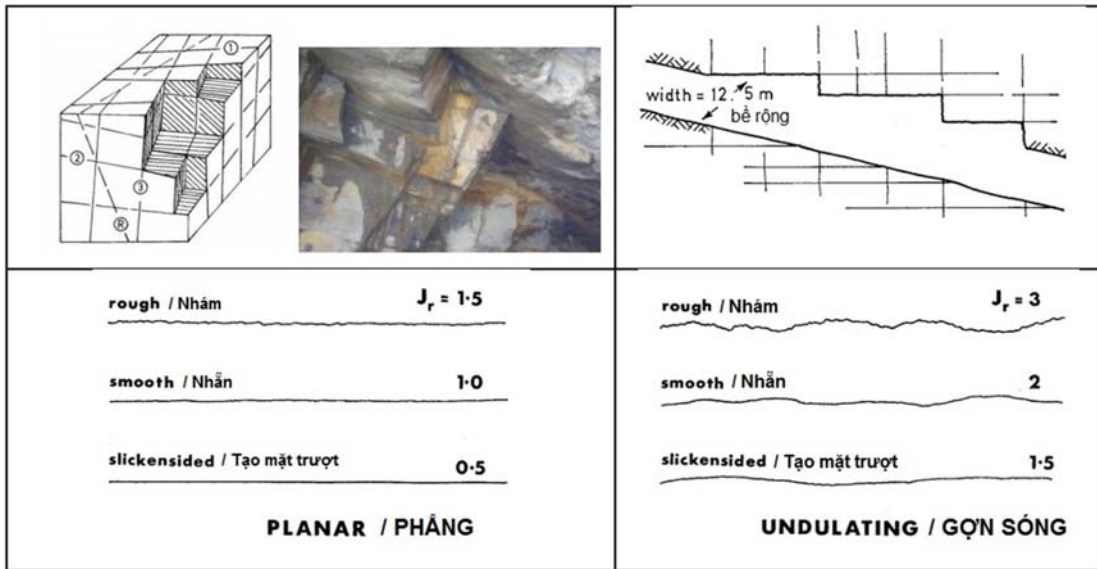 ①
②
③
Ⓡ
width = 12.5 m
bề rộng
rough / Nhám Jr = 1·5
smooth / Nhẵn 1·0
slickensided / Tạo mặt trượt 0·5
PLANAR / PHẲNG
rough / Nhám Jr = 3
smooth / Nhẵn 2
slickensided / Tạo mặt trượt 1·5
UNDULATING / GỢN SÓNG